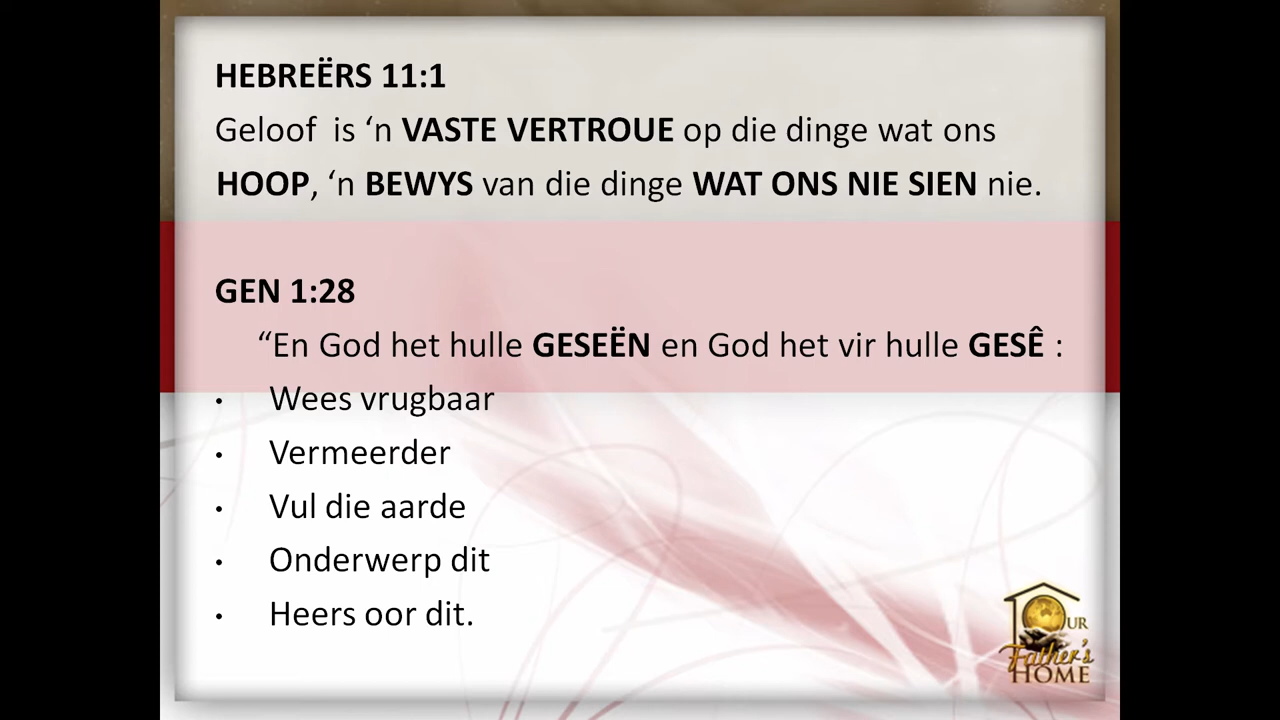 HEBREËRS 11:1
Geloof is ‘n VASTE VERTROUE op die dinge wat ons
HOOP, ‘n BEWYS van die dinge WAT ONS NIE SIEN nie.
GEN 1:28
“En God het hulle GESEËN en God het vir hulle GESÊ :
• Wees vrugbaar
• Vermeerder
• Vul die aarde
• Onderwerp dit
• Heers oor dit.
OUR
Father's
HOME